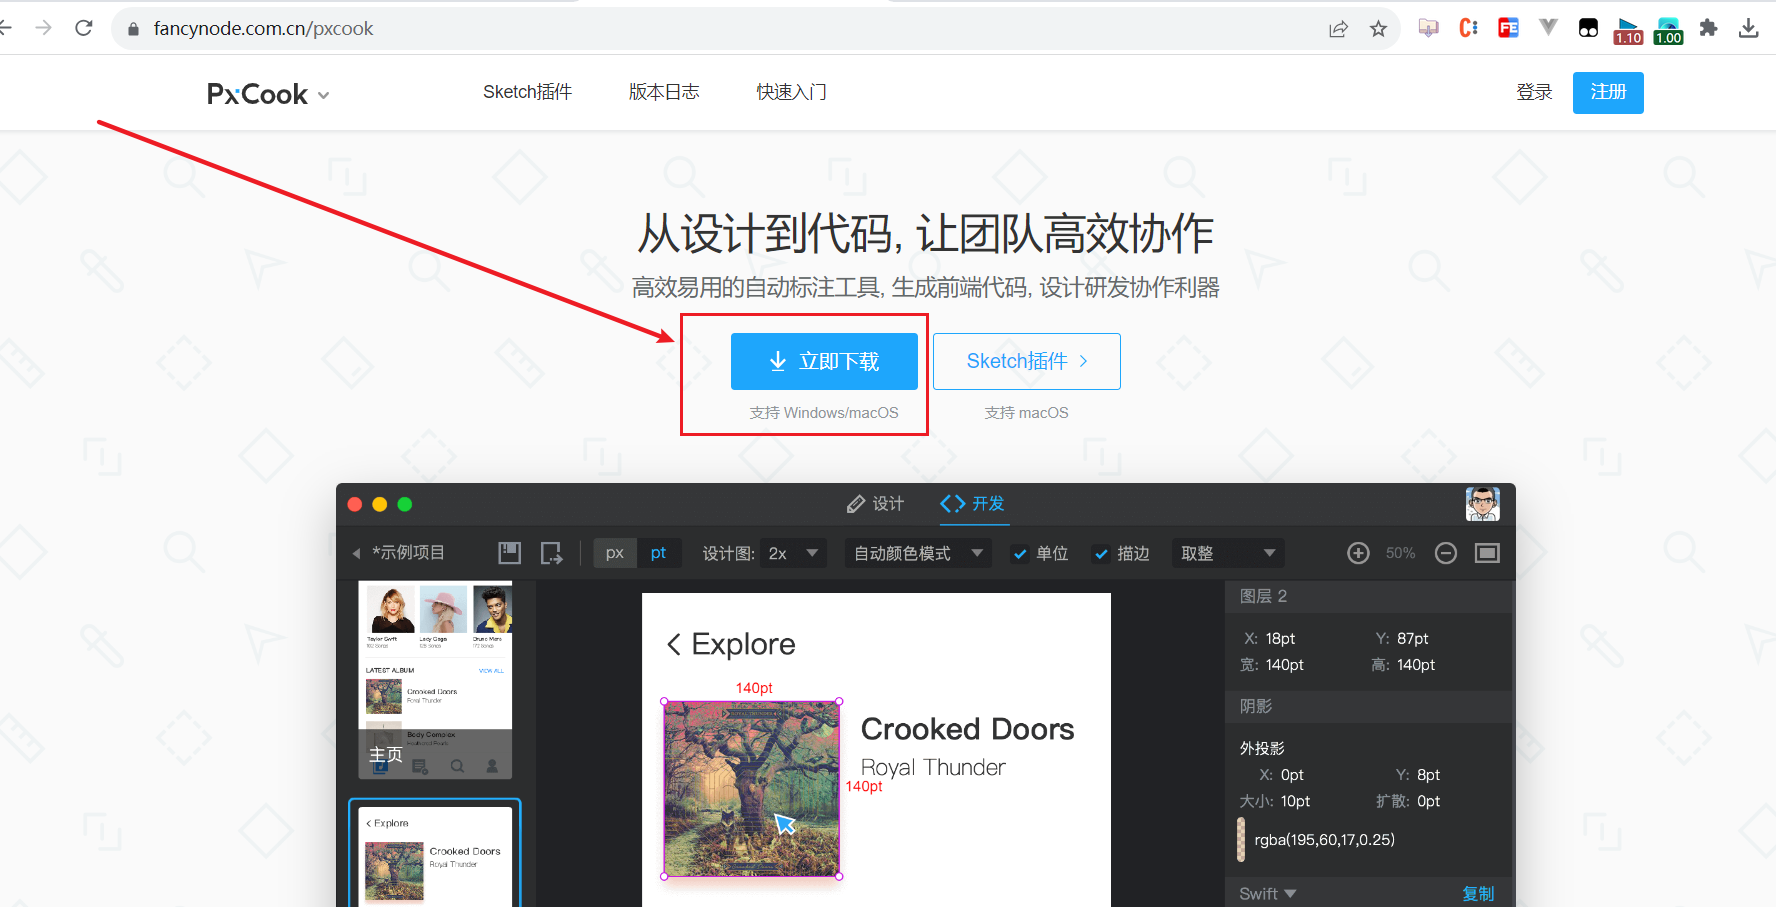 fancynode.com.cn/pxcook
1.10
1.00
PxCook
Sketch插件
版本日志
快速入门
登录
注册
从设计到代码, 让团队高效协作
高效易用的自动标注工具, 生成前端代码, 设计研发协作利器
立即下载
Sketch插件
支持 Windows/macOS
支持 macOS
设计
开发
*示例项目
px
pt
设计图:
2x
自动颜色模式
单位
描边
取整
50%
Taylor Swift
Lady Gaga
Bruno Mars
LATEST ALBUM
VIEW ALL
Crooked Doors
Royal Thunder
Body Complex
主页
Explore
Crooked Doors
Royal Thunder
Explore
140pt
Crooked Doors
Royal Thunder
140pt
图层 2
X: 18pt
Y: 87pt
宽: 140pt
高: 140pt
阴影
外投影
X: 0pt
Y: 8pt
大小: 10pt
扩散: 0pt
rgba(195,60,17,0.25)
Swift
复制